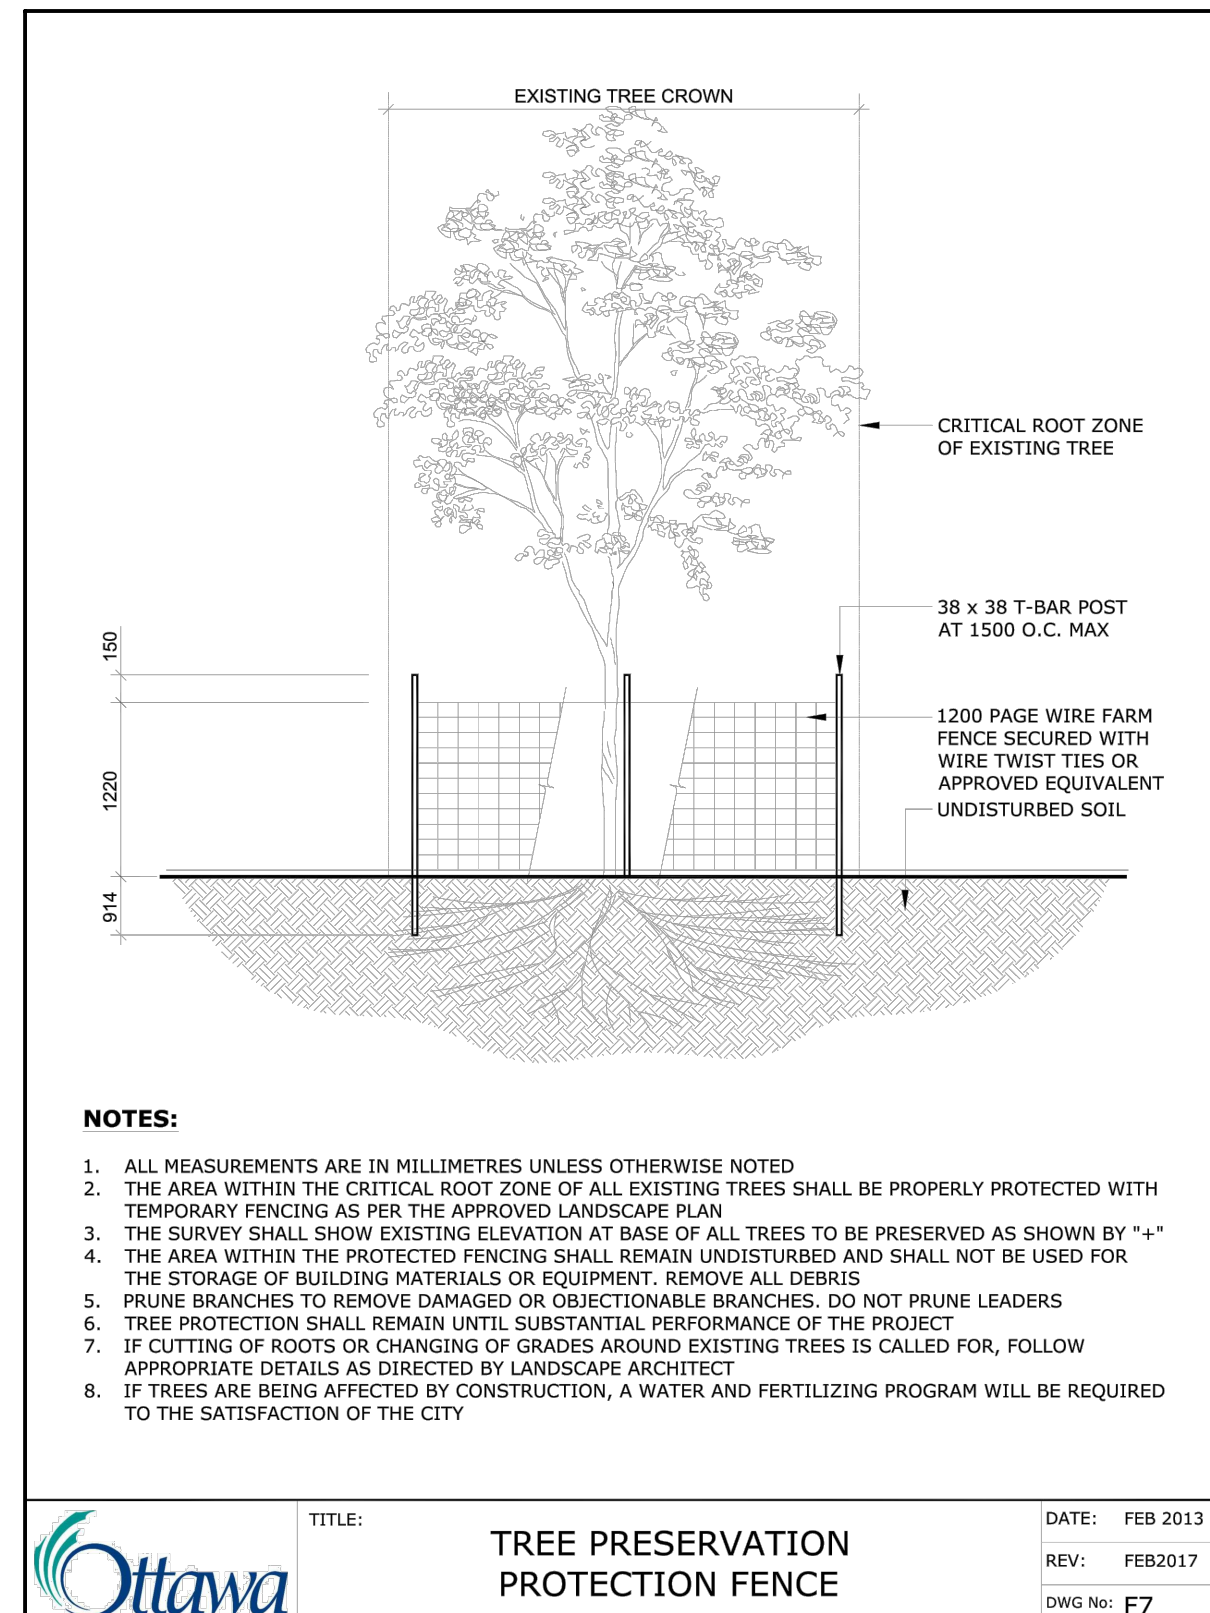 EXISTING TREE CROWN
CRITICAL ROOT ZONE
OF EXISTING TREE
38 x 38 T-BAR POST
AT 1500 O.C. MAX
150
1220
914
1200 PAGE WIRE FARM
FENCE SECURED WITH
WIRE TWIST TIES OR
APPROVED EQUIVALENT
UNDISTURBED SOIL
NOTES:
1. ALL MEASUREMENTS ARE IN MILLIMETRES UNLESS OTHERWISE NOTED
2. THE AREA WITHIN THE CRITICAL ROOT ZONE OF ALL EXISTING TREES SHALL BE PROPERLY PROTECTED WITH
TEMPORARY FENCING AS PER THE APPROVED LANDSCAPE PLAN
3. THE SURVEY SHALL SHOW EXISTING ELEVATION AT BASE OF ALL TREES TO BE PRESERVED AS SHOWN BY "+"
4. THE AREA WITHIN THE PROTECTED FENCING SHALL REMAIN UNDISTURBED AND SHALL NOT BE USED FOR
THE STORAGE OF BUILDING MATERIALS OR EQUIPMENT. REMOVE ALL DEBRIS
5. PRUNE BRANCHES TO REMOVE DAMAGED OR OBJECTIONABLE BRANCHES. DO NOT PRUNE LEADERS
6. TREE PROTECTION SHALL REMAIN UNTIL SUBSTANTIAL PERFORMANCE OF THE PROJECT
7. IF CUTTING OF ROOTS OR CHANGING OF GRADES AROUND EXISTING TREES IS CALLED FOR, FOLLOW
APPROPRIATE DETAILS AS DIRECTED BY LANDSCAPE ARCHITECT
8. IF TREES ARE BEING AFFECTED BY CONSTRUCTION, A WATER AND FERTILIZING PROGRAM WILL BE REQUIRED
TO THE SATISFACTION OF THE CITY
Ottawa
TITLE:
TREE PRESERVATION
PROTECTION FENCE
DATE: FEB 2013
REV: FEB2017
DWG No: F7